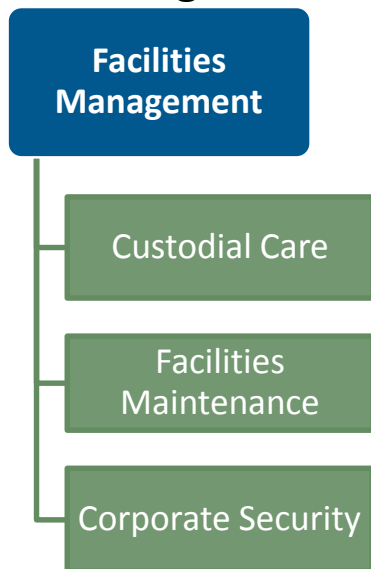 Facilities
Management
Custodial Care
Facilities
Maintenance
Corporate Security